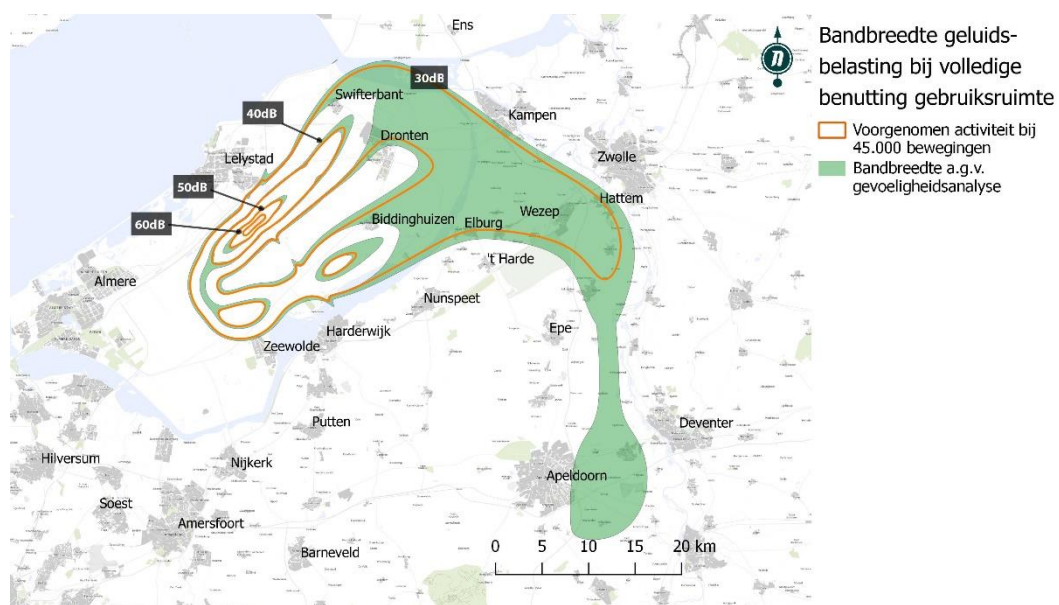 Ens
Bandbreedte geluids-
belasting bij volledige
benutting gebruiksruimte
Voorgenomen activiteit bij
45.000 bewegingen
Bandbreedte a.g.v.
gevoeligheidsanalyse
30dB
Swifterbant
40dB
Kampen
Dronten
Lelystad
Zwolle
50dB
Hattem
60dB
Biddinghuizen
Elburg
Wezep
't Harde
Almere
Nunspeet
Harderwijk
Epe
Zeewolde
Putten
Deventer
Hilversum
Nijkerk
Apeldoorn
Soest
Amersfoort
Barneveld
0 5 10 15 20 km